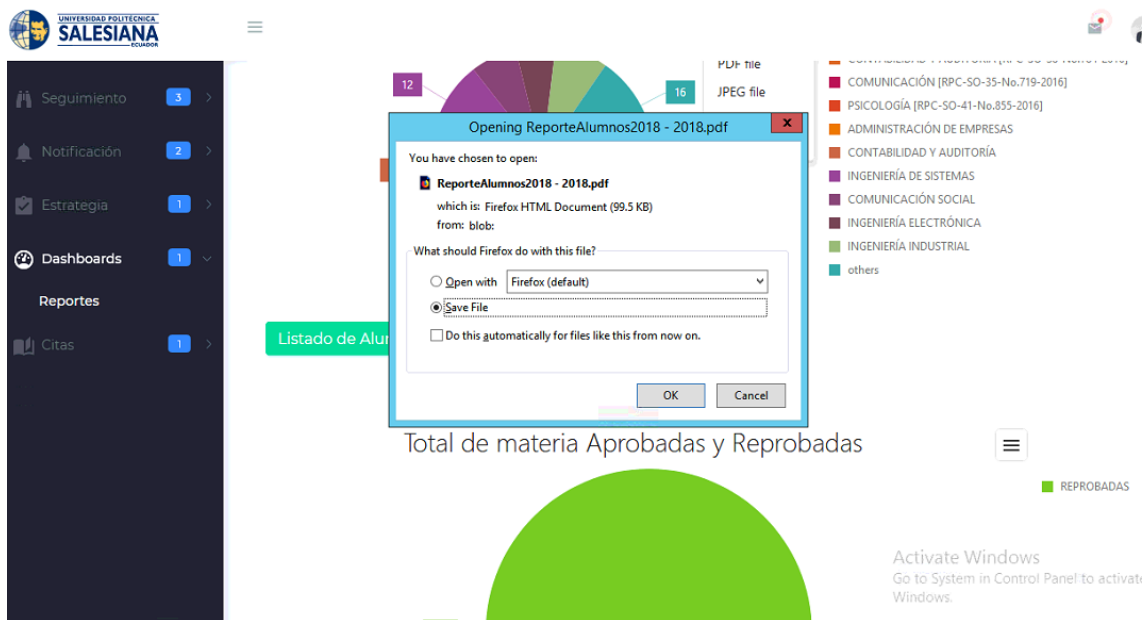 UNIVERSIDAD POLITÉCNICA
SALESIANA
ECUADOR
Seguimiento 3
Notificación 2
Estrategia 1
Dashboards 1
Reportes
Citas 1
12
16
PDF file
JPEG file
COMUNICACIÓN [RPC-SO-35-No.719-2016]
PSICOLOGÍA [RPC-SO-41-No.855-2016]
ADMINISTRACIÓN DE EMPRESAS
CONTABILIDAD Y AUDITORÍA
INGENIERÍA DE SISTEMAS
COMUNICACIÓN SOCIAL
INGENIERÍA ELECTRÓNICA
INGENIERÍA INDUSTRIAL
others
Opening ReporteAlumnos2018 - 2018.pdf x
You have chosen to open:
ReporteAlumnos2018 - 2018.pdf
which is: Firefox HTML Document (99.5 KB)
from: blob:
What should Firefox do with this file?
Open with Firefox (default)
Save File
Do this automatically for files like this from now on.
OK Cancel
Listado de Alu
Total de materia Aprobadas y Reprobadas
REPROBADAS
Activate Windows
Go to System in Control Panel to activate
Windows.